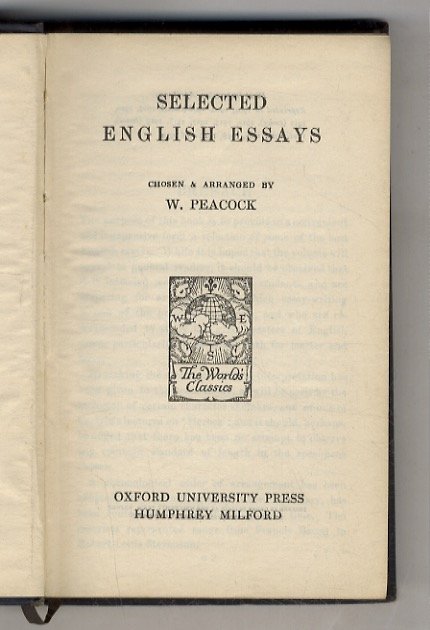 SELECTED
ENGLISH ESSAYS
CHOSEN & ARRANGED BY
W. PEACOCK
W E
S
The World's
Classics
OXFORD UNIVERSITY PRESS
HUMPHREY MILFORD